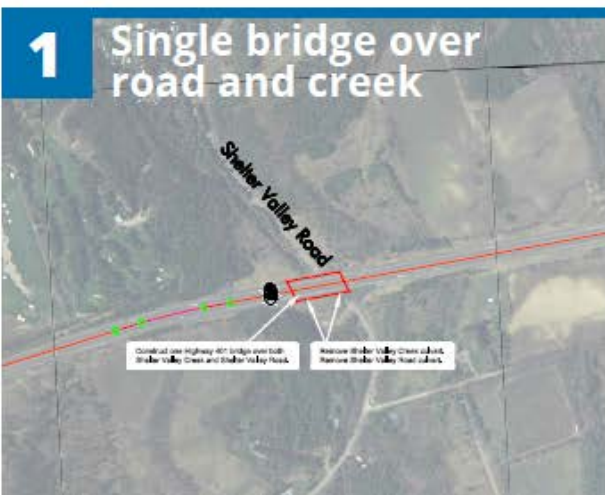 1
Single bridge over
road and creek
Shelter Valley Road
Construct one Highway 401 bridge over both
Shelter Valley Creek and Shelter Valley Road.
Remove Shelter Valley Creek culvert.
Remove Shelter Valley Road culvert.